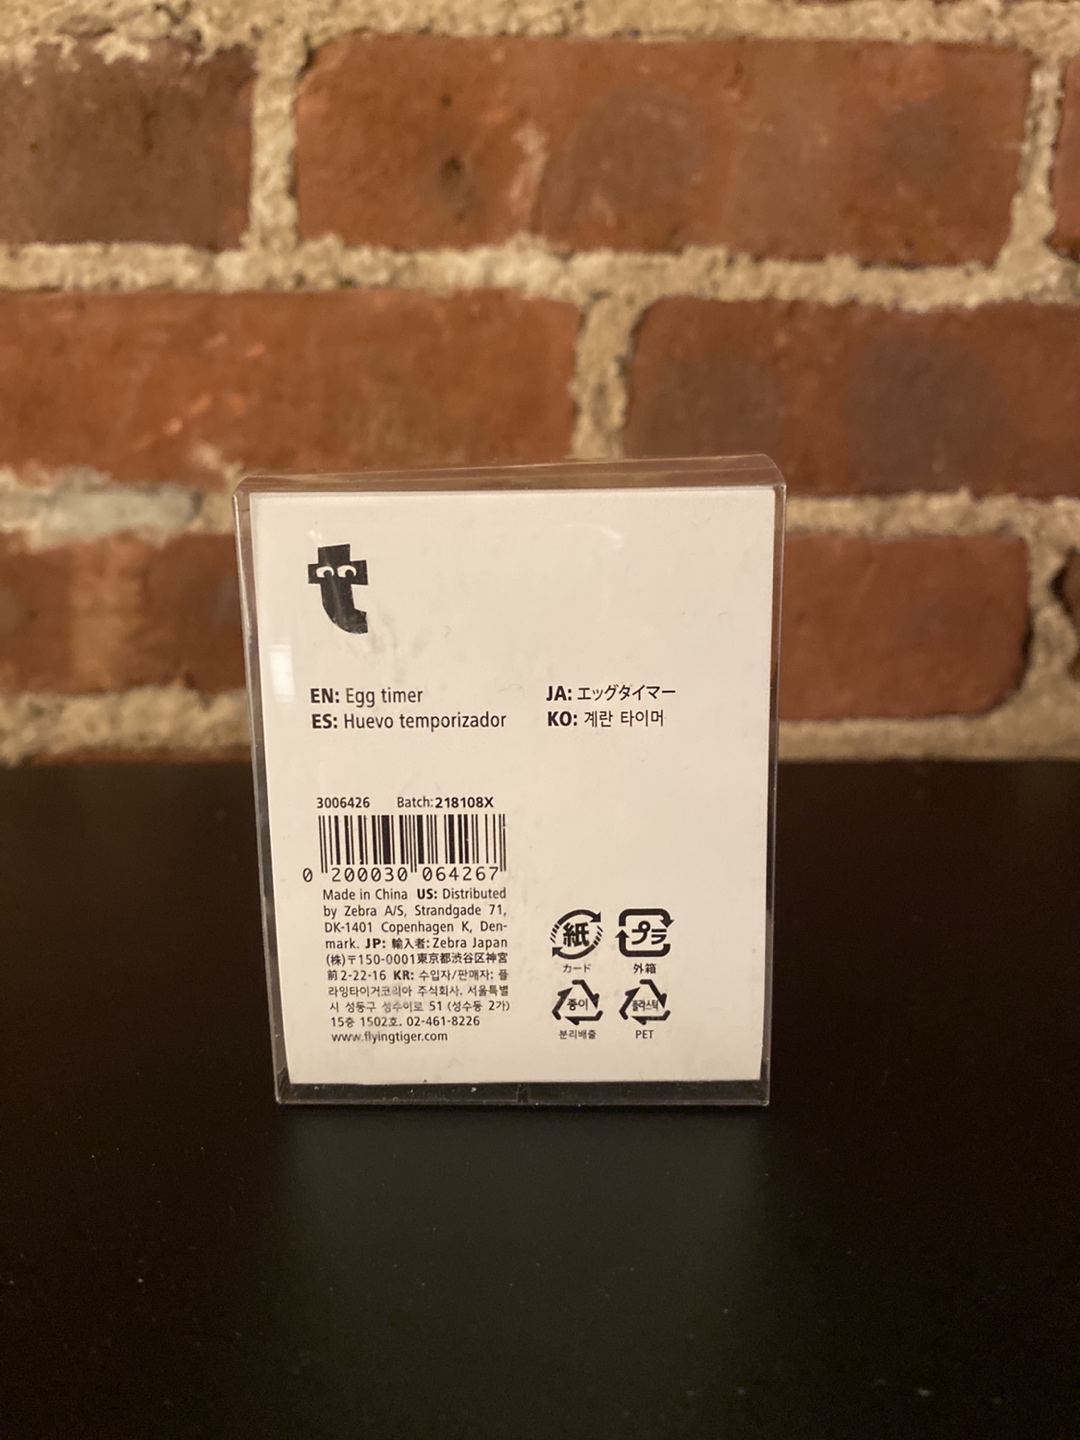 t
EN: Egg timer
ES: Huevo temporizador
JA: エッグタイマー
KO: 계란 타이머
3006426 Batch:218108X
0 200030 064267
Made in China US: Distributed
by Zebra A/S, Strandgade 71,
DK-1401 Copenhagen K, Den-
mark. JP: 輸入者: Zebra Japan
(株)〒150-0001東京都渋谷区神宮
前2-22-16 KR: 수입자/판매자: 플
라잉타이거코리아 주식회사. 서울특별
시 성동구 성수이로 51 (성수동 2가)
15층 1502호. 02-461-8226
www.flyingtiger.com
紙
カード
プラ
外箱
종이
분리배출
플라스틱
PET